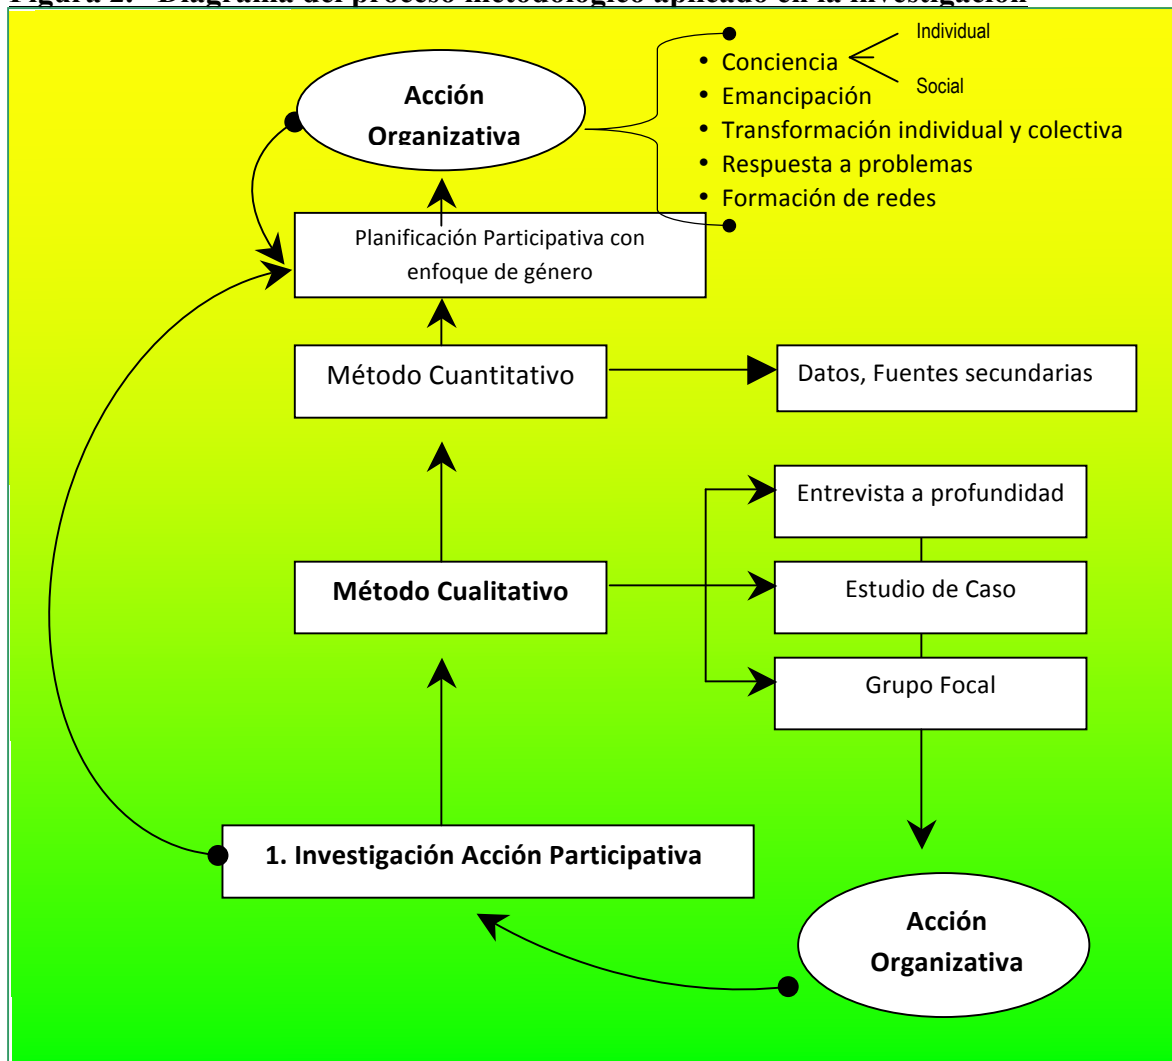 Figura 2. Diagrama del proceso metodológico aplicado en la investigación
Acción
Organizativa
• Conciencia
Individual
Social
• Emancipación
• Transformación individual y colectiva
• Respuesta a problemas
• Formación de redes
Planificación Participativa con
enfoque de género
Método Cuantitativo
Datos, Fuentes secundarias
Entrevista a profundidad
Método Cualitativo
Estudio de Caso
Grupo Focal
1. Investigación Acción Participativa
Acción
Organizativa